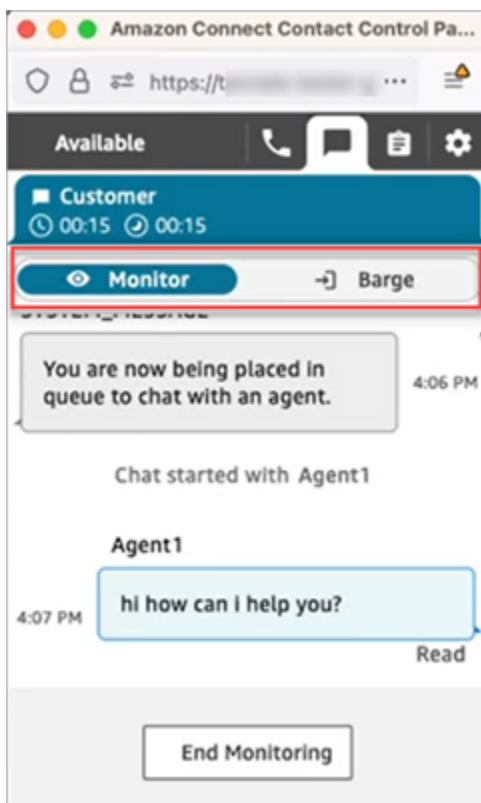 Amazon Connect Contact Control Pa...
https://t ...
Available
Customer
00:15 00:15
Monitor Barge
SYSTEM_MESSAGE
You are now being placed in
queue to chat with an agent.
4:06 PM
Chat started with Agent1
Agent1
hi how can i help you?
4:07 PM
Read
End Monitoring